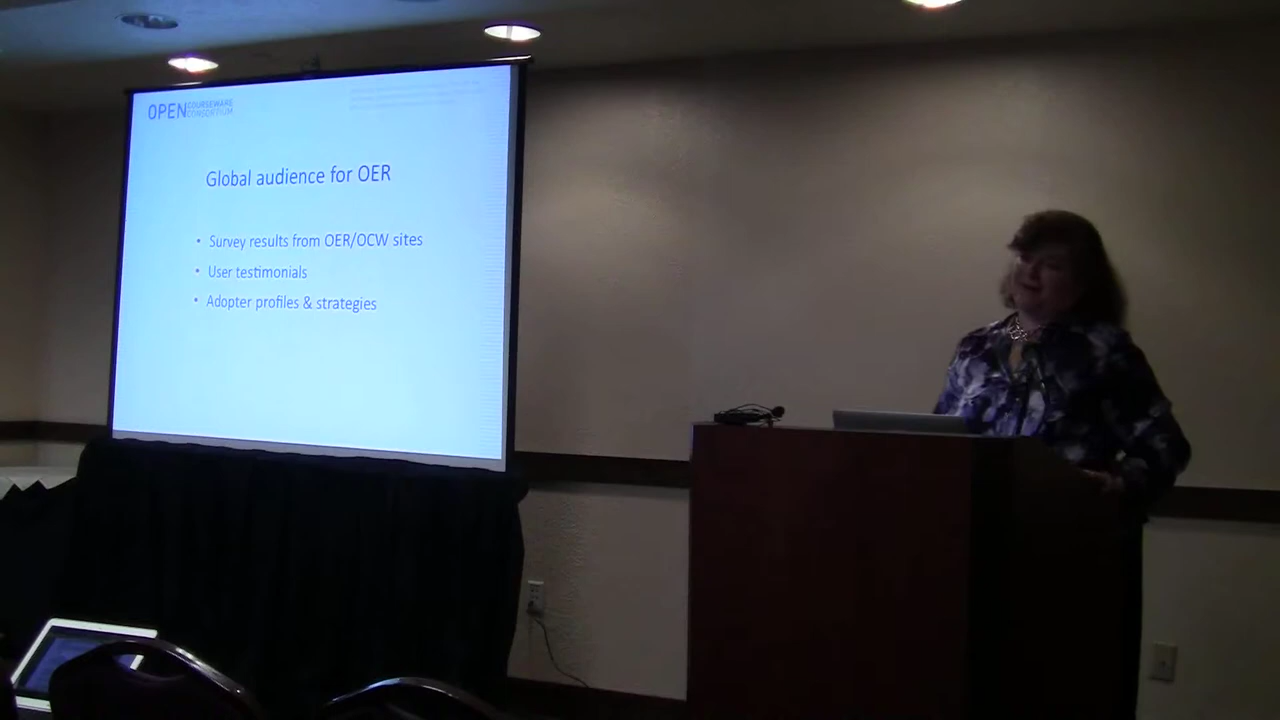 OPEN COURSEWARE
CONSORTIUM
Global audience for OER
• Survey results from OER/OCW sites
• User testimonials
• Adopter profiles & strategies